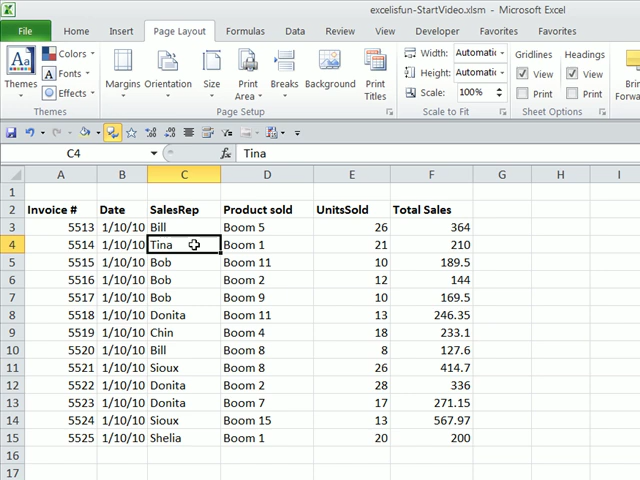 excelisfun-StartVideo.xlsm - Microsoft Excel
File Home Insert Page Layout Formulas Data Review View Developer Favorites Favorites
Themes Colors Fonts Effects
Themes
Margins Orientation Size Print Area Breaks Background Print Titles
Page Setup
Width: Automati
Height: Automati
Scale: 100%
Scale to Fit
Gridlines Headings
View View
Print Print
Sheet Options
Brin
For
C4 fx Tina
A B C D E F G H I
1
2 Invoice # Date SalesRep Product sold UnitsSold Total Sales
3 5513 1/10/10 Bill Boom 5 26 364
4 5514 1/10/10 Tina Boom 1 21 210
5 5515 1/10/10 Bob Boom 11 10 189.5
6 5516 1/10/10 Bob Boom 2 12 144
7 5517 1/10/10 Bob Boom 9 10 169.5
8 5518 1/10/10 Donita Boom 11 13 246.35
9 5519 1/10/10 Chin Boom 4 18 233.1
10 5520 1/10/10 Bill Boom 8 8 127.6
11 5521 1/10/10 Sioux Boom 8 26 414.7
12 5522 1/10/10 Donita Boom 2 28 336
13 5523 1/10/10 Donita Boom 7 17 271.15
14 5524 1/10/10 Sioux Boom 15 13 567.97
15 5525 1/10/10 Shelia Boom 1 20 200
16
17